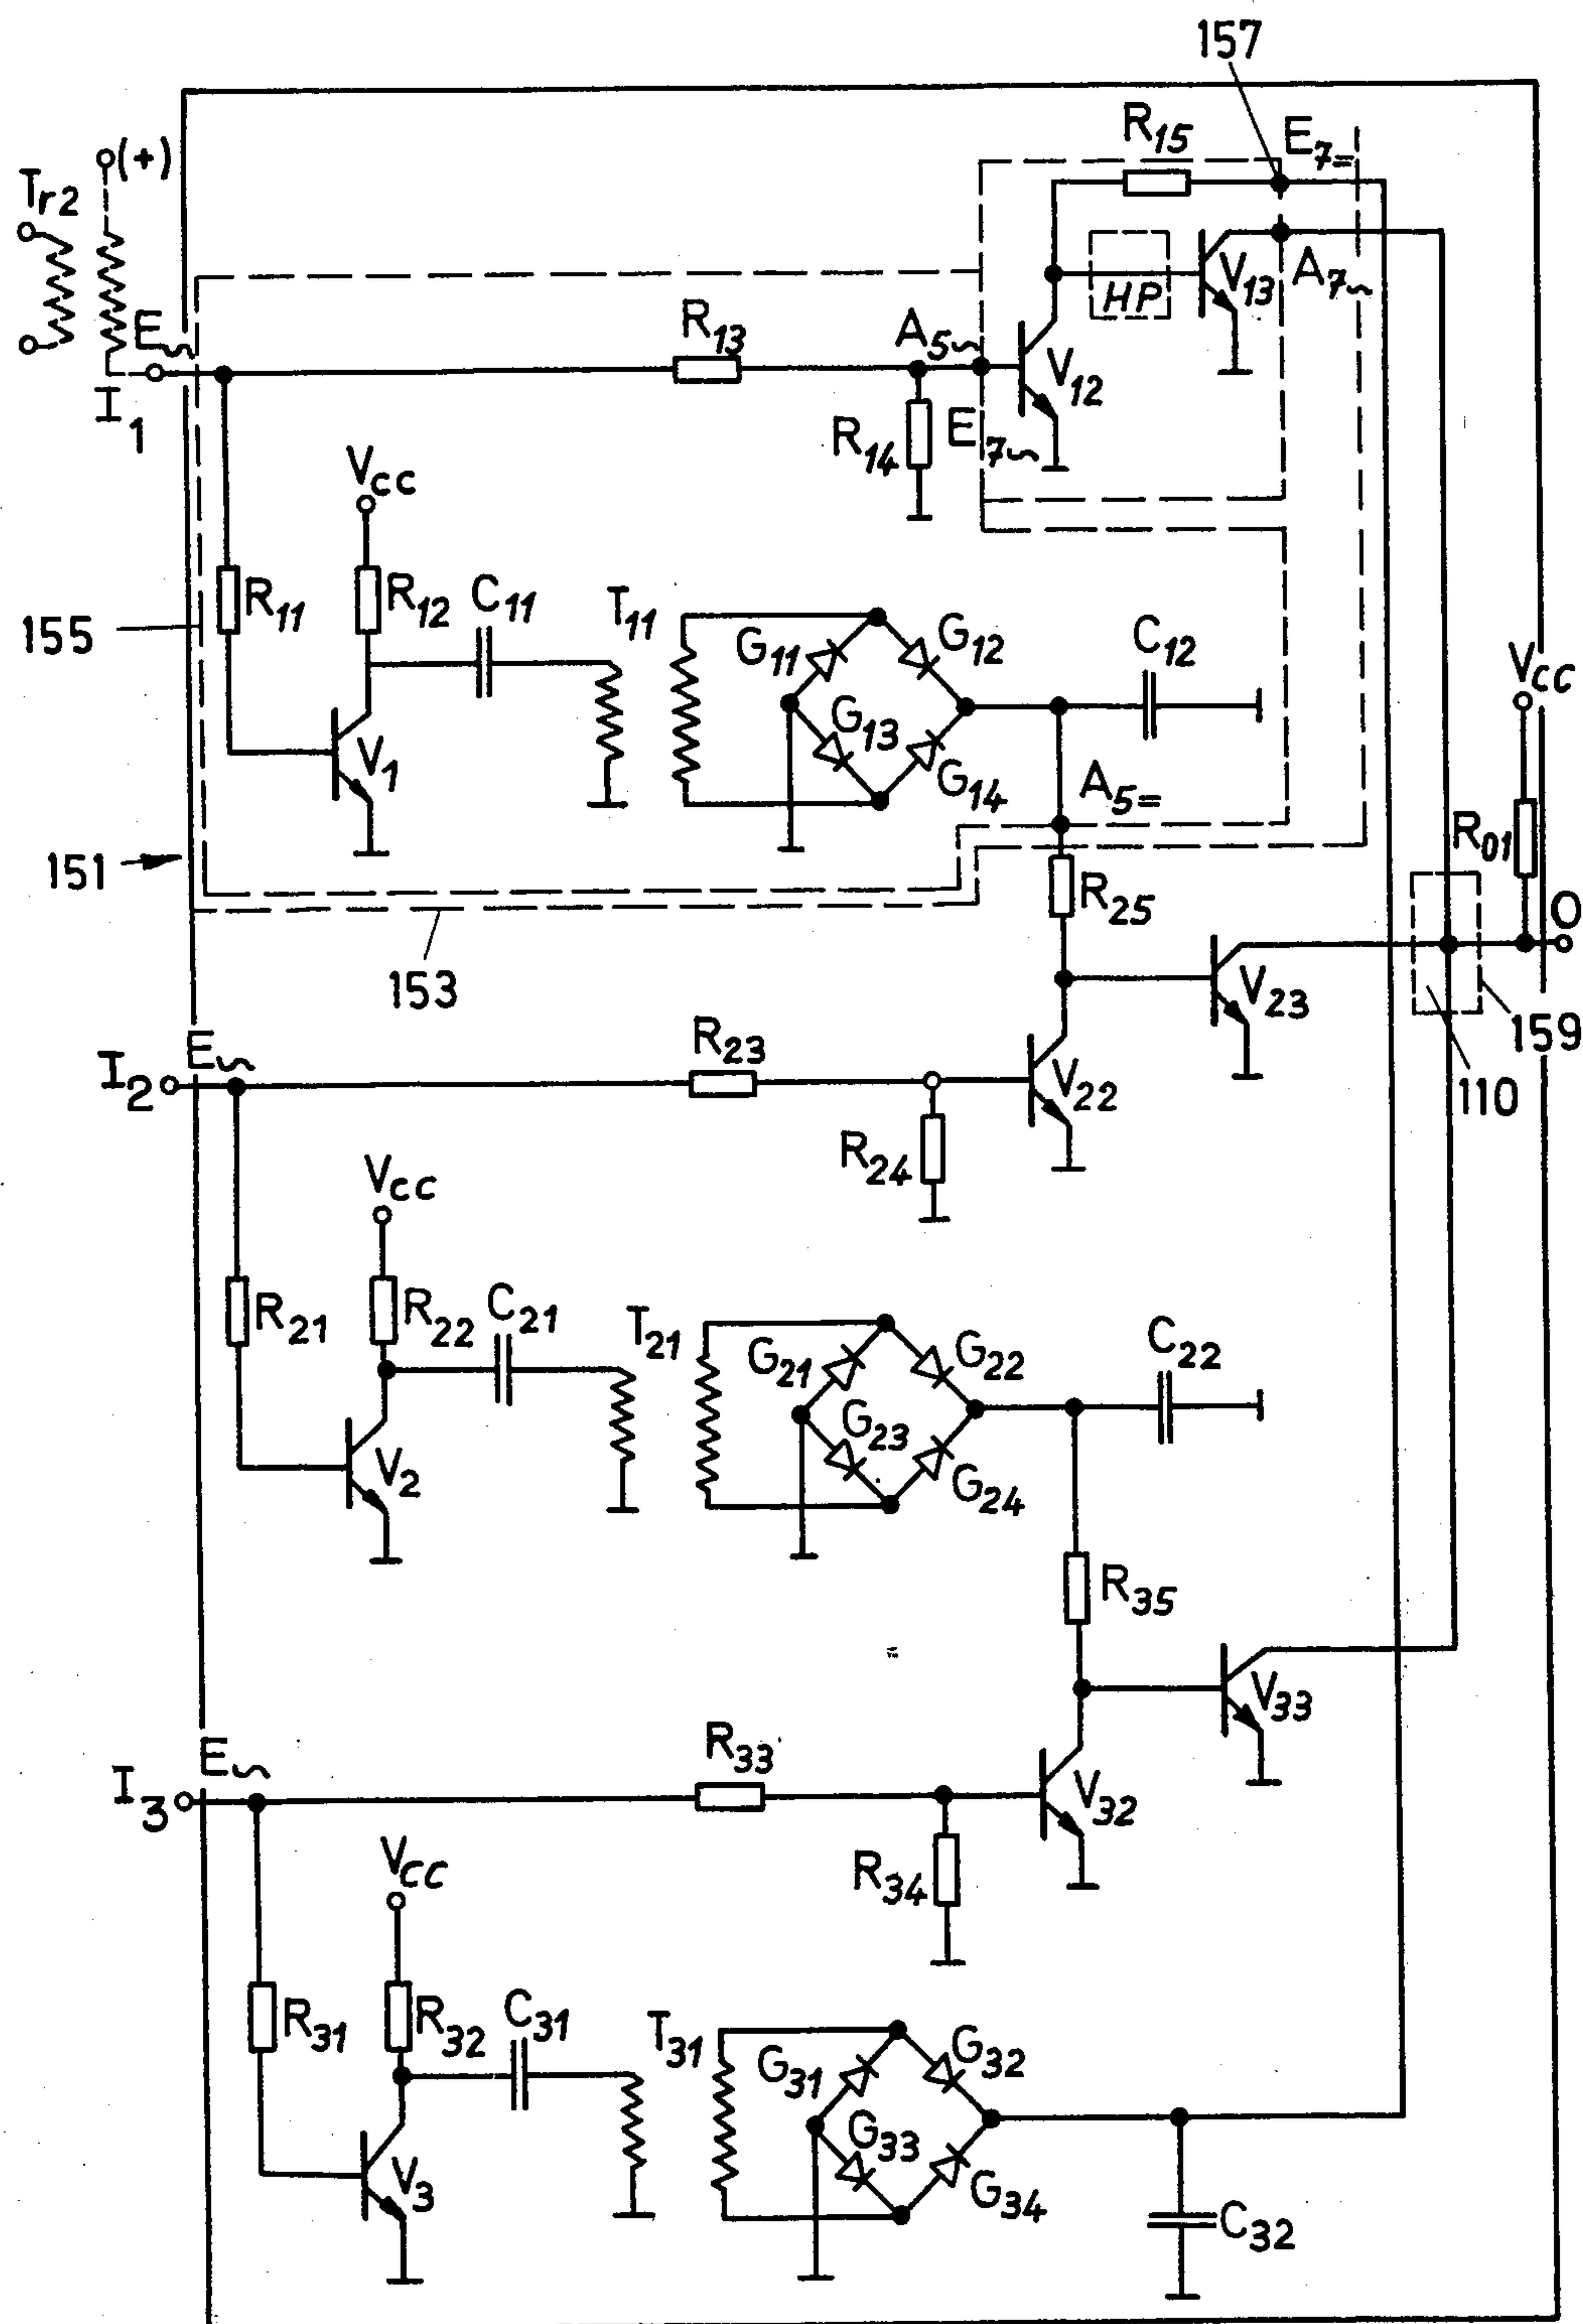 157
R15
E7=
(+)
Tr2
V13
A7~
HP
E~
R13
A5~
V12
I1
R14
E7~
Vcc
R11
R12
C11
T11
G11
G12
C12
155
Vcc
G13
V1
G14
A5=
151
R01
R25
O
153
V23
159
E~
R23
I2
V22
110
R24
Vcc
R21
R22
C21
T21
G21
G22
C22
G23
V2
G24
R35
V33
E~
R33
I3
V32
Vcc
R34
R31
R32
C31
T31
G31
G32
G33
V3
G34
C32